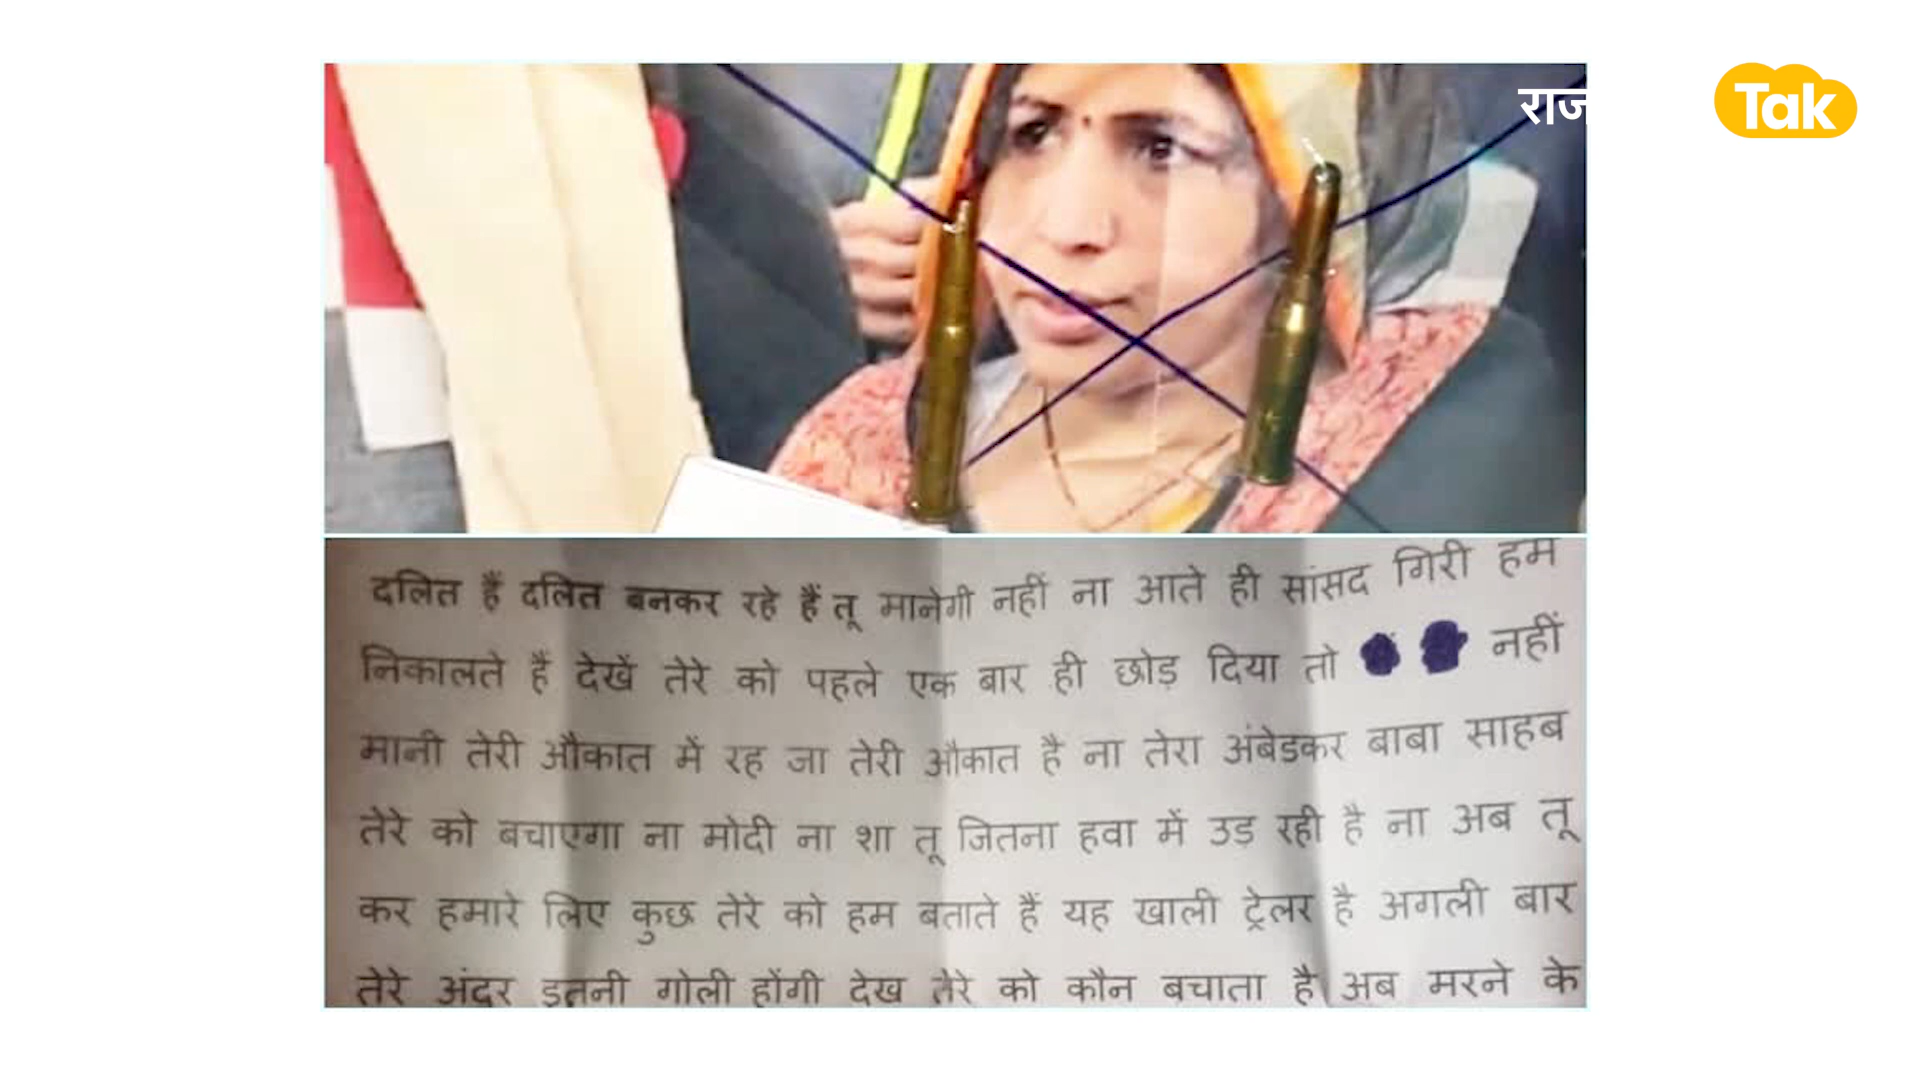 राज
Tak
दलित हैं दलित बनकर रहे हैं तू मानेगी नहीं ना आते ही सांसद गिरी हम
निकालते हैं देखें तेरे को पहले एक बार ही छोड़ दिया तो नहीं
मानी तेरी औकात में रह जा तेरी औकात है ना तेरा अंबेडकर बाबा साहब
तेरे को बचाएगा ना मोदी ना शा तू जितना हवा में उड़ रही है ना अब तू
कर हमारे लिए कुछ तेरे को हम बताते हैं यह खाली ट्रेलर है अगली बार
तेरे अंदर इतनी गोली होंगी देख तेरे को कौन बचाता है अब मरने के